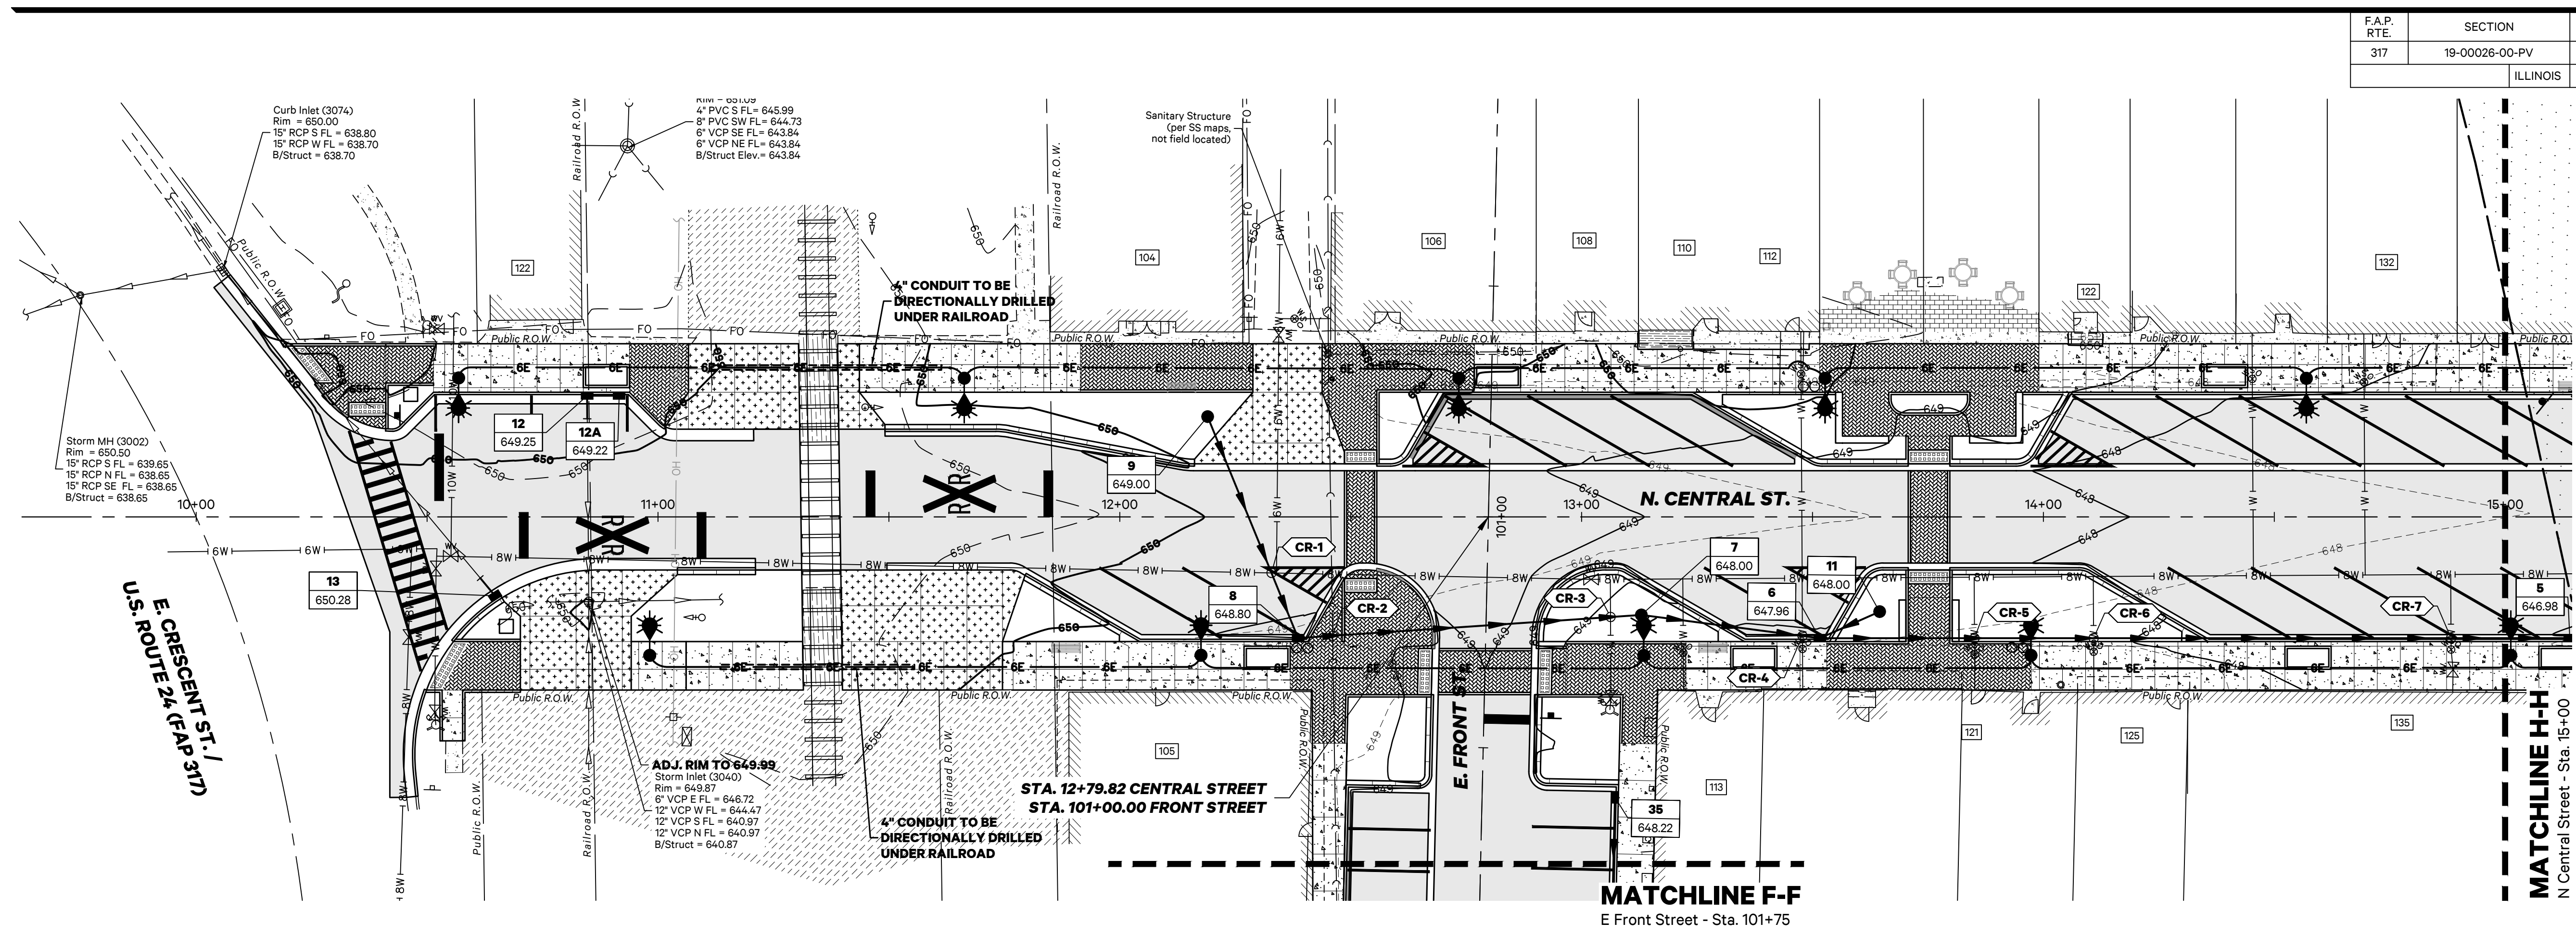 F.A.P. RTE.
SECTION
317
19-00026-00-PV
ILLINOIS
Curb Inlet (3074)
Rim = 650.00
15" RCP S FL = 638.80
15" RCP W FL = 638.70
B/Struct = 638.70
RIM = 651.09
4" PVC S FL= 645.99
8" PVC SW FL= 644.73
6" VCP SE FL= 643.84
6" VCP NE FL= 643.84
B/Struct Elev.= 643.84
Sanitary Structure
(per SS maps,
not field located)
Railroad R.O.W
Railroad R.O.W.
Public R.O.W
122
104
106
108
110
112
122
132
4" CONDUIT TO BE
DIRECTIONALLY DRILLED
UNDER RAILROAD
Public R.O.W.
Public R.O.W.
Public R.O.W.
Public R.O.W.
Public R.O.
Storm MH (3002)
Rim = 650.50
15" RCP S FL = 639.65
15" RCP N FL = 638.65
15" RCP SE FL = 638.65
B/Struct = 638.65
12
649.25
12A
649.22
9
649.00
10+00
11+00
12+00
13+00
14+00
15+00
101+00
N. CENTRAL ST.
R R
R R
13
650.28
8
648.80
7
648.00
6
647.96
11
648.00
5
646.98
CR-1
CR-2
CR-3
CR-4
CR-5
CR-6
CR-7
E. CRESCENT ST. /
U.S. ROUTE 24 (FAP 317)
Public R.O.W.
Public R.O.W.
Public R.O.W.
Public R.O.W.
105
113
121
125
135
ADJ. RIM TO 649.99
Storm Inlet (3040)
Rim = 649.87
6" VCP E FL = 646.72
12" VCP W FL = 644.47
12" VCP S FL = 640.97
12" VCP N FL = 640.97
B/Struct = 640.87
Public R.O.W.
Railroad R.O.W.
Railroad R.O.W.
Public R.O.W.
Public R.O.W.
4" CONDUIT TO BE
DIRECTIONALLY DRILLED
UNDER RAILROAD
STA. 12+79.82 CENTRAL STREET
STA. 101+00.00 FRONT STREET
E. FRONT ST.
35
648.22
MATCHLINE F-F
E Front Street - Sta. 101+75
MATCHLINE H-H
N Central Street - Sta. 15+00